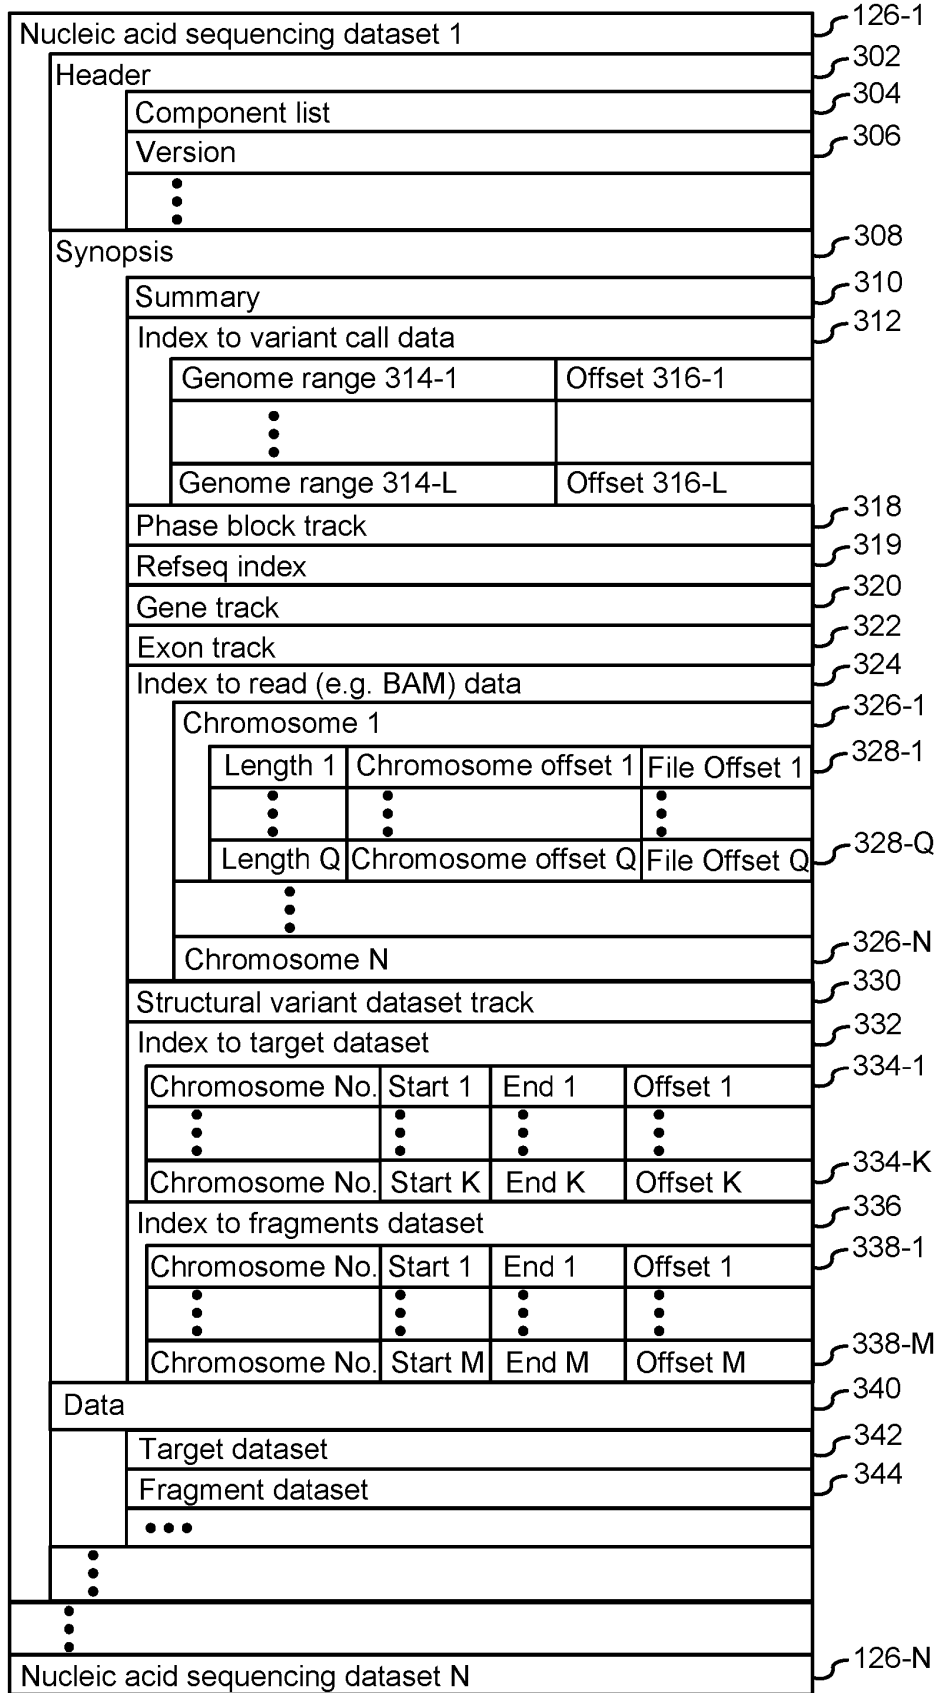 Nucleic acid sequencing dataset 1 126-1
Header 302
Component list 304
Version 306
Synopsis 308
Summary 310
Index to variant call data 312
Genome range 314-1 Offset 316-1
Genome range 314-L Offset 316-L
Phase block track 318
Refseq index 319
Gene track 320
Exon track 322
Index to read (e.g. BAM) data 324
Chromosome 1 326-1
Length 1 Chromosome offset 1 File Offset 1 328-1
Length Q Chromosome offset Q File Offset Q 328-Q
Chromosome N 326-N
Structural variant dataset track 330
Index to target dataset 332
Chromosome No. Start 1 End 1 Offset 1 334-1
Chromosome No. Start K End K Offset K 334-K
Index to fragments dataset 336
Chromosome No. Start 1 End 1 Offset 1 338-1
Chromosome No. Start M End M Offset M 338-M
Data 340
Target dataset 342
Fragment dataset 344
Nucleic acid sequencing dataset N 126-N